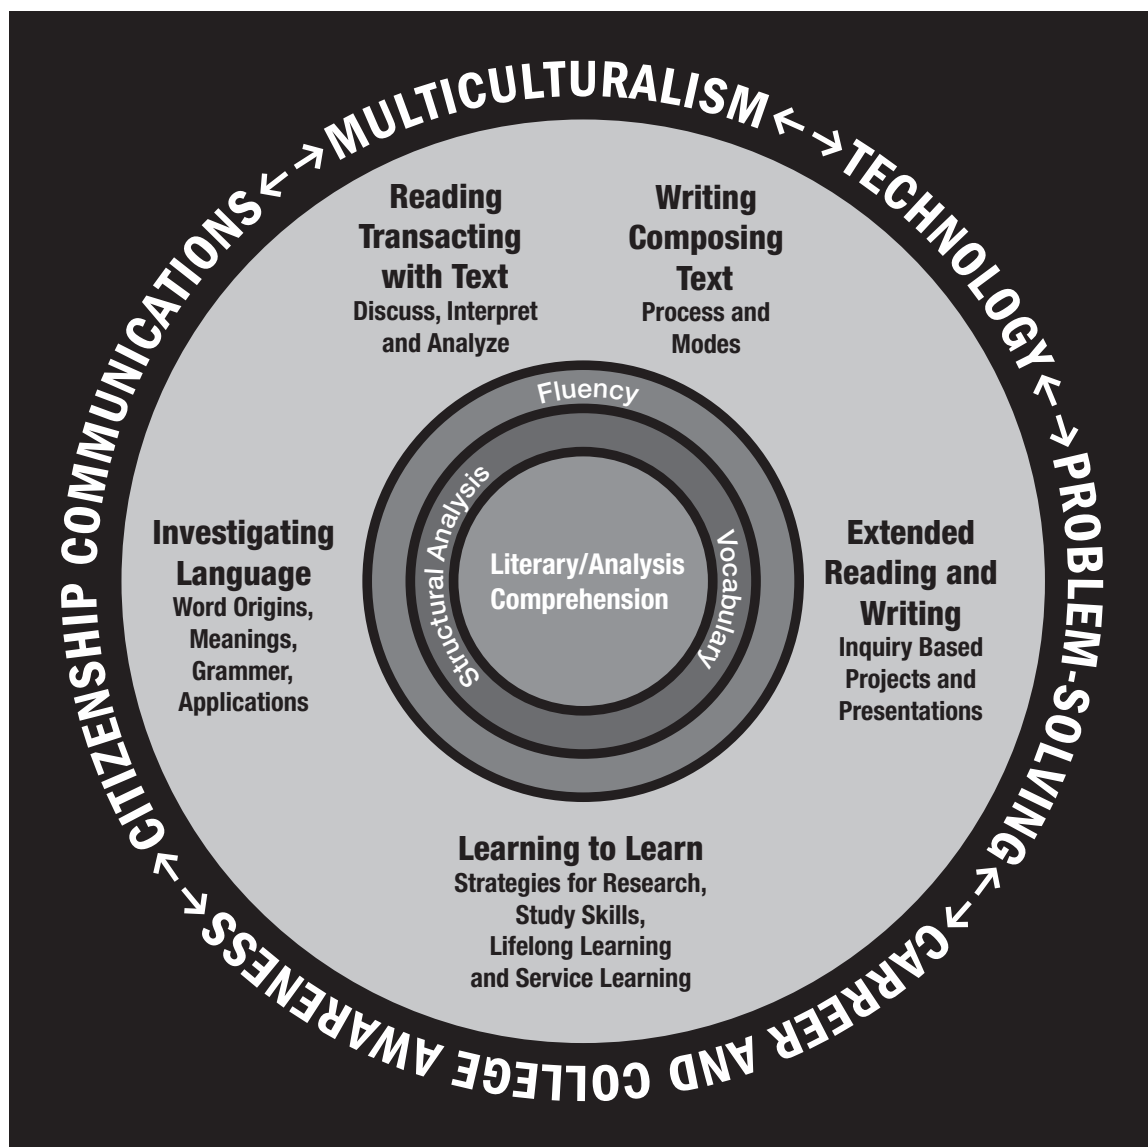 MULTICULTURALISM ←→ TECHNOLOGY ←→ PROBLEM-SOLVING ←→ CARREER AND COLLEGE AWARENESS ←→ CITIZENSHIP COMMUNICATIONS ←→
Reading
Transacting
with Text
Discuss, Interpret
and Analyze
Writing
Composing
Text
Process and
Modes
Investigating
Language
Word Origins,
Meanings,
Grammer,
Applications
Fluency
Structural Analysis
Vocabulary
Literary/Analysis
Comprehension
Extended
Reading and
Writing
Inquiry Based
Projects and
Presentations
Learning to Learn
Strategies for Research,
Study Skills,
Lifelong Learning
and Service Learning